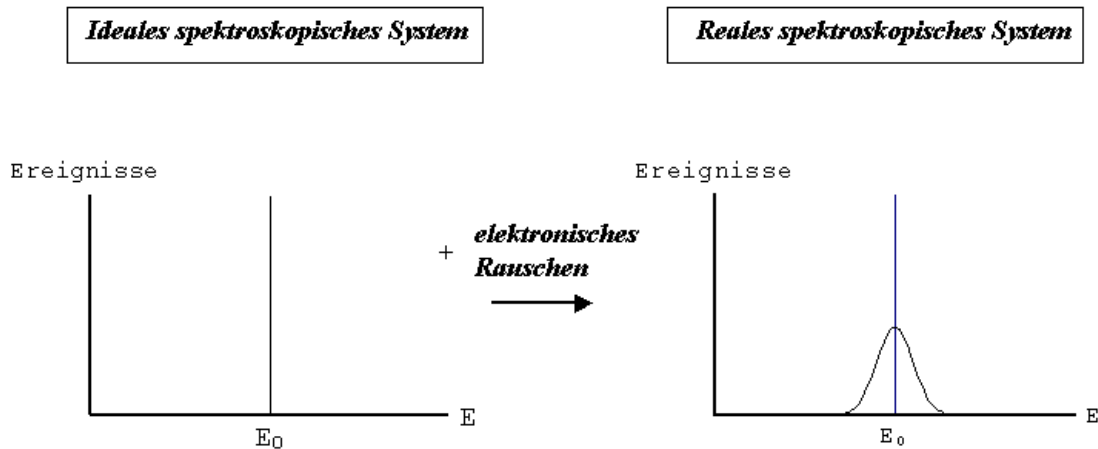 Ideales spektroskopisches System
Reales spektroskopisches System
Ereignisse
E
E₀
+ elektronisches
Rauschen
Ereignisse
E
E₀